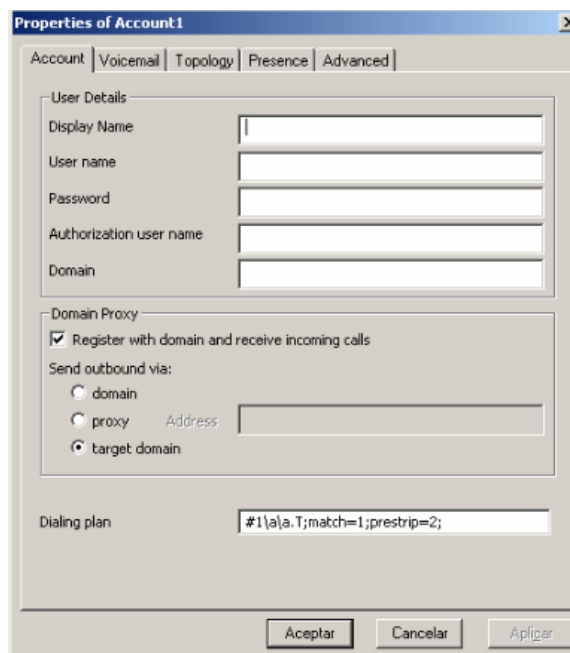 Properties of Account1
Account Voicemail Topology Presence Advanced
User Details
Display Name
User name
Password
Authorization user name
Domain
Domain Proxy
Register with domain and receive incoming calls
Send outbound via:
domain
proxy Address
target domain
Dialing plan #1\a\a.T;match=1;prestrip=2;
Aceptar Cancelar Aplicar